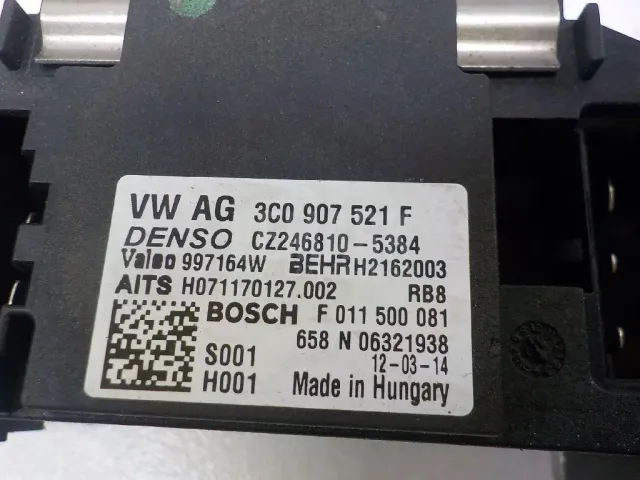 VW AG 3C0 907 521 F
DENSO CZ246810-5384
Valeo 997164W BEHR H2162003
AITS H071170127.002 RB8
BOSCH F 011 500 081
658 N 06321938
S001 12-03-14
H001 Made in Hungary